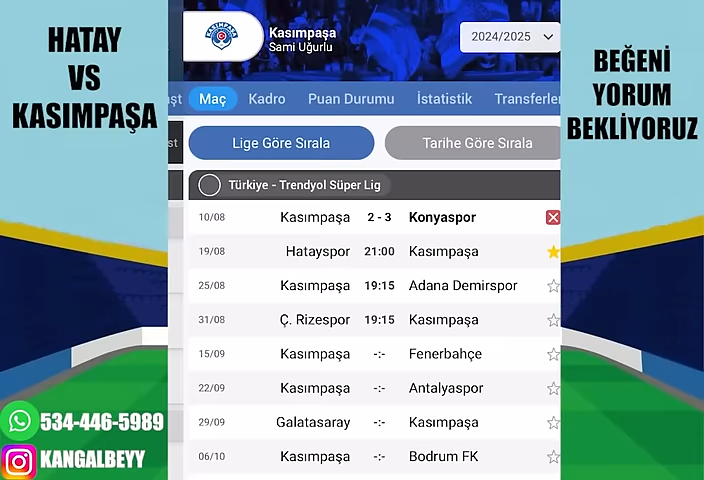 HATAY
VS
KASIMPAŞA
KASIMPAŞA
Kasımpaşa
Sami Uğurlu
2024/2025
Maç Kadro Puan Durumu İstatistik Transferler
Lige Göre Sırala Tarihe Göre Sırala
Türkiye - Trendyol Süper Lig
10/08 Kasımpaşa 2 - 3 Konyaspor
19/08 Hatayspor 21:00 Kasımpaşa
25/08 Kasımpaşa 19:15 Adana Demirspor
31/08 Ç. Rizespor 19:15 Kasımpaşa
15/09 Kasımpaşa -:- Fenerbahçe
22/09 Kasımpaşa -:- Antalyaspor
29/09 Galatasaray -:- Kasımpaşa
06/10 Kasımpaşa -:- Bodrum FK
BEĞENİ
YORUM
BEKLİYORUZ
534-446-5989
KANGALBEYY